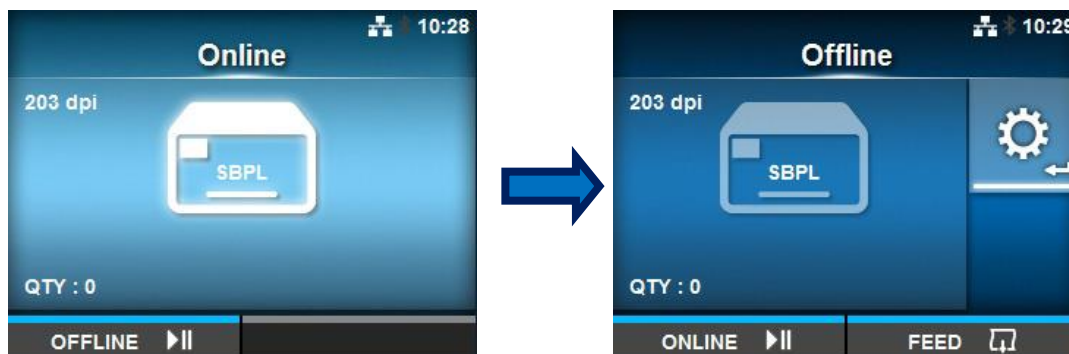 10:28
Online
203 dpi
SBPL
QTY : 0
OFFLINE
10:29
Offline
203 dpi
SBPL
QTY : 0
ONLINE
FEED